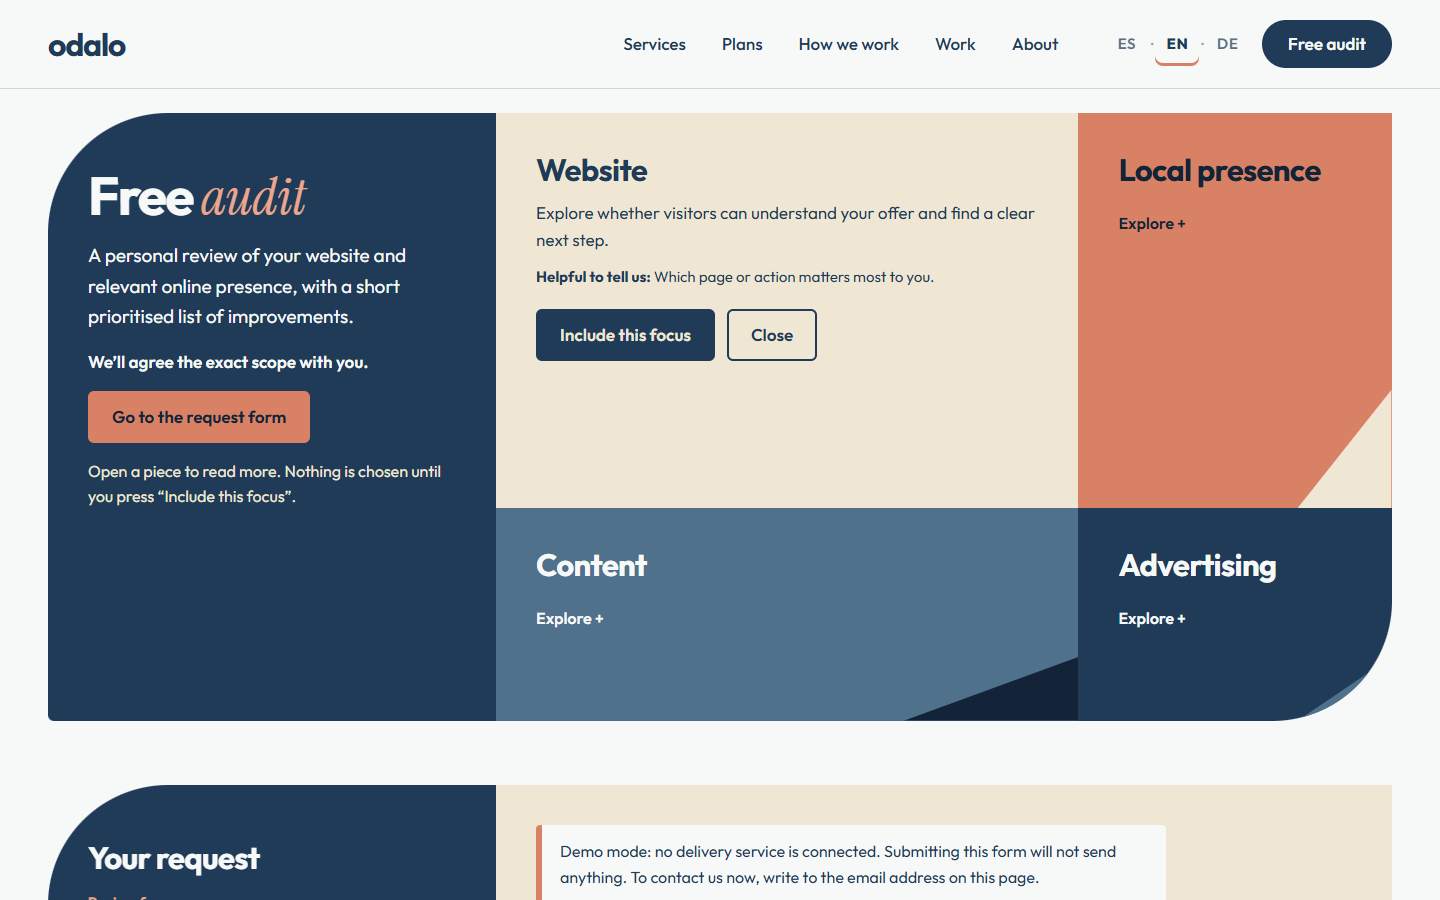 odalo
Services
Plans
How we work
Work
About
ES · EN · DE
Free audit
Free audit
A personal review of your website and
relevant online presence, with a short
prioritised list of improvements.
We’ll agree the exact scope with you.
Go to the request form
Open a piece to read more. Nothing is chosen until
you press “Include this focus”.
Website
Explore whether visitors can understand your offer and find a clear
next step.
Helpful to tell us: Which page or action matters most to you.
Include this focus
Close
Local presence
Explore +
Content
Explore +
Advertising
Explore +
Your request
Demo mode: no delivery service is connected. Submitting this form will not send
anything. To contact us now, write to the email address on this page.